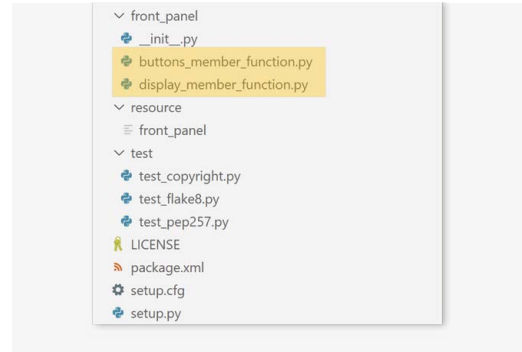 front_panel
__init__.py
buttons_member_function.py
display_member_function.py
resource
front_panel
test
test_copyright.py
test_flake8.py
test_pep257.py
LICENSE
package.xml
setup.cfg
setup.py